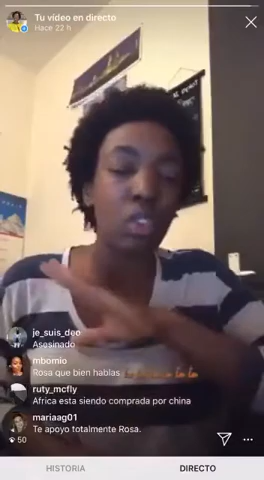 Tu video en directo
Hace 22 h
je_suis_deo
Asesinado
mbomio
Rosa que bien hablas
ruty_mcfly
Africa esta siendo comprada por china
mariaag01
Te apoyo totalmente Rosa.
50
HISTORIA
DIRECTO